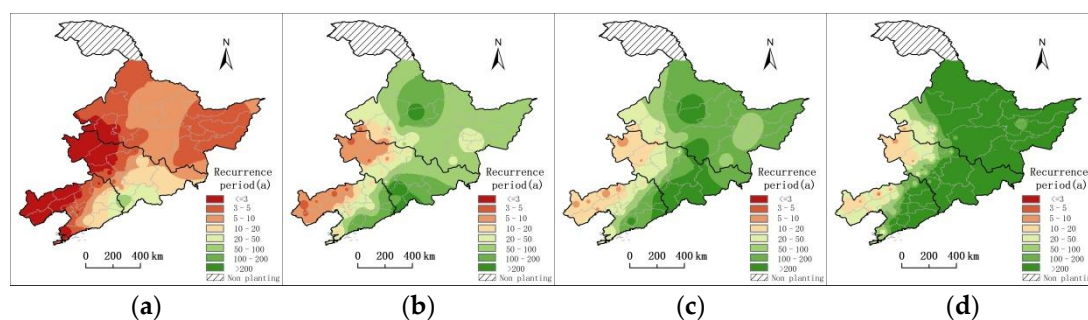 N
Recurrence
period(a)
<=3
3 - 5
5 - 10
10 - 20
20 - 50
50 - 100
100 - 200
>200
Non planting
0 200 400 km
N
Recurrence
period(a)
<=3
3 - 5
5 - 10
10 - 20
20 - 50
50 - 100
100 - 200
>200
Non planting
0 200 400 km
N
Recurrence
period(a)
<=3
3 - 5
5 - 10
10 - 20
20 - 50
50 - 100
100 - 200
>200
Non planting
0 200 400 km
N
Recurrence
period(a)
<=3
3 - 5
5 - 10
10 - 20
20 - 50
50 - 100
100 - 200
>200
Non planting
0 200 400 km
(a) (b) (c) (d)